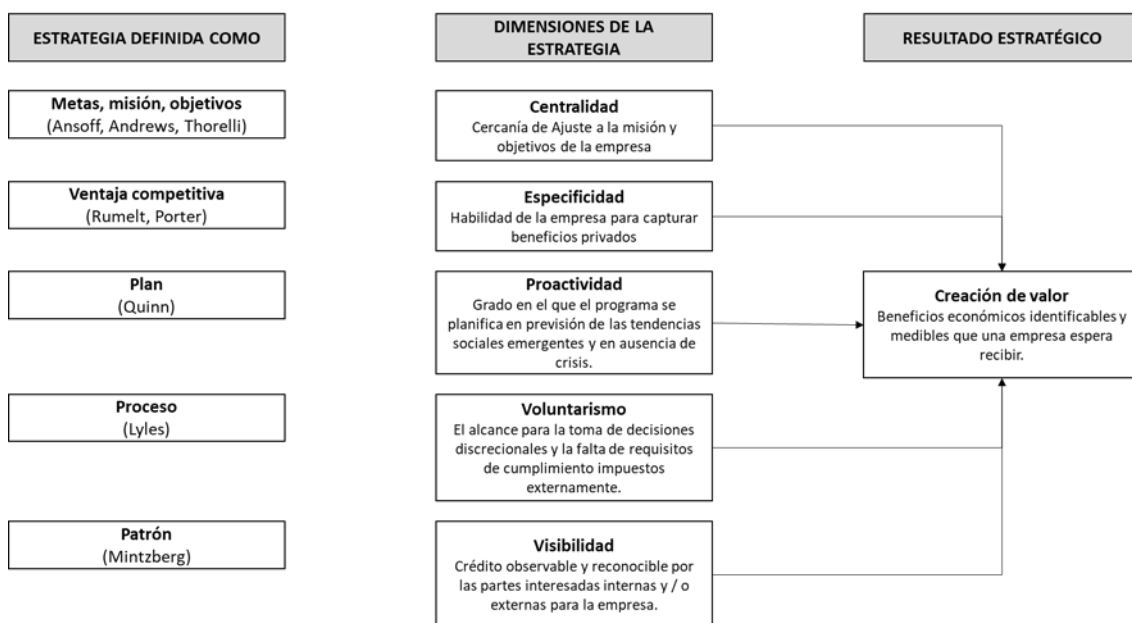 ESTRATEGIA DEFINIDA COMO
DIMENSIONES DE LA
ESTRATEGIA
RESULTADO ESTRATÉGICO
Metas, misión, objetivos
(Ansoff, Andrews, Thorelli)
Centralidad
Cercanía de Ajuste a la misión y
objetivos de la empresa
Ventaja competitiva
(Rumelt, Porter)
Especificidad
Habilidad de la empresa para capturar
beneficios privados
Plan
(Quinn)
Proactividad
Grado en el que el programa se
planifica en previsión de las tendencias
sociales emergentes y en ausencia de
crisis.
Creación de valor
Beneficios económicos identificables y
medibles que una empresa espera
recibir.
Proceso
(Lyles)
Voluntarismo
El alcance para la toma de decisiones
discrecionales y la falta de requisitos
de cumplimiento impuestos
externamente.
Patrón
(Mintzberg)
Visibilidad
Crédito observable y reconocible por
las partes interesadas internas y / o
externas para la empresa.